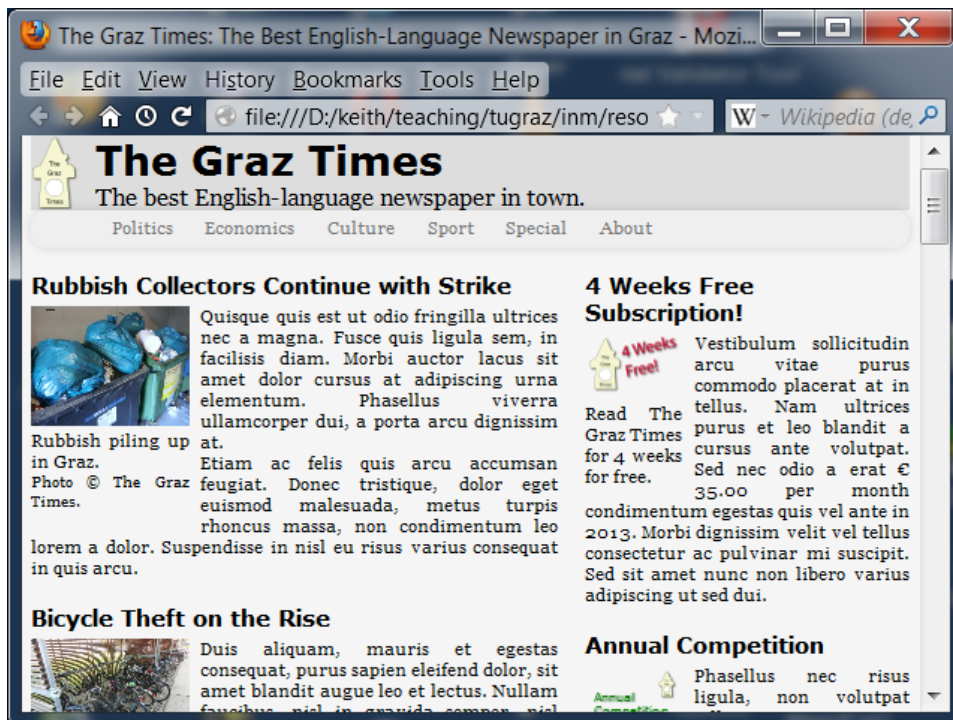 The Graz Times: The Best English-Language Newspaper in Graz - Mozi...
File Edit View History Bookmarks Tools Help
file:///D:/keith/teaching/tugraz/inm/reso
W Wikipedia (de,
The Graz Times
The Graz Times
The best English-language newspaper in town.
Politics Economics Culture Sport Special About
Rubbish Collectors Continue with Strike
Quisque quis est ut odio fringilla ultrices
nec a magna. Fusce quis ligula sem, in
facilisis diam. Morbi auctor lacus sit
amet dolor cursus at adipiscing urna
elementum. Phasellus viverra
ullamcorper dui, a porta arcu dignissim
at.
Rubbish piling up
in Graz.
Photo © The Graz
Times.
Etiam ac felis quis arcu accumsan
feugiat. Donec tristique, dolor eget
euismod malesuada, metus turpis
rhoncus massa, non condimentum leo
lorem a dolor. Suspendisse in nisl eu risus varius consequat
in quis arcu.
Bicycle Theft on the Rise
Duis aliquam, mauris et egestas
consequat, purus sapien eleifend dolor, sit
amet blandit augue leo et lectus. Nullam
faucibus, nisl in gravida semper, nisl
4 Weeks Free
Subscription!
4 Weeks
Free!
Read The
Graz Times
for 4 weeks
for free.
Vestibulum sollicitudin
arcu vitae purus
commodo placerat at in
tellus. Nam ultrices
purus et leo blandit a
cursus ante volutpat.
Sed nec odio a erat €
35.00 per month
condimentum egestas quis vel ante in
2013. Morbi dignissim velit vel tellus
consectetur ac pulvinar mi suscipit.
Sed sit amet nunc non libero varius
adipiscing ut sed dui.
Annual Competition
Annual
Competition
Phasellus nec risus
ligula, non volutpat